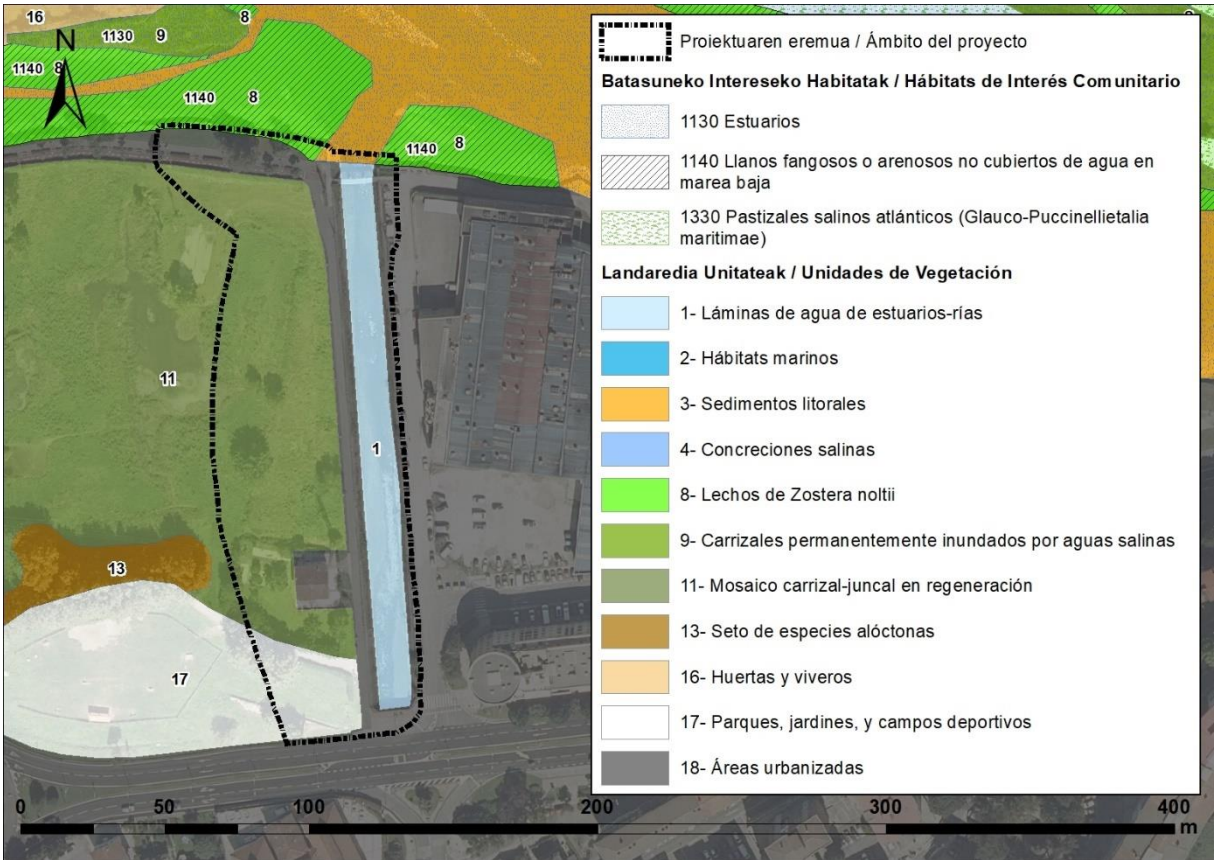 16
8
1130 9
N
1140 8
1140 8
1140 8
11
1
13
17
Proiektuaren eremua / Ámbito del proyecto
Batasuneko Intereseko Habitatak / Hábitats de Interés Comunitario
1130 Estuarios
1140 Llanos fangosos o arenosos no cubiertos de agua en
marea baja
1330 Pastizales salinos atlánticos (Glauco-Puccinellietalia
maritimae)
Landaredia Unitateak / Unidades de Vegetación
1- Láminas de agua de estuarios-rías
2- Hábitats marinos
3- Sedimentos litorales
4- Concreciones salinas
8- Lechos de Zostera noltii
9- Carrizales permanentemente inundados por aguas salinas
11- Mosaico carrizal-juncal en regeneración
13- Seto de especies alóctonas
16- Huertas y viveros
17- Parques, jardines, y campos deportivos
18- Áreas urbanizadas
0 50 100 200 300 400
m